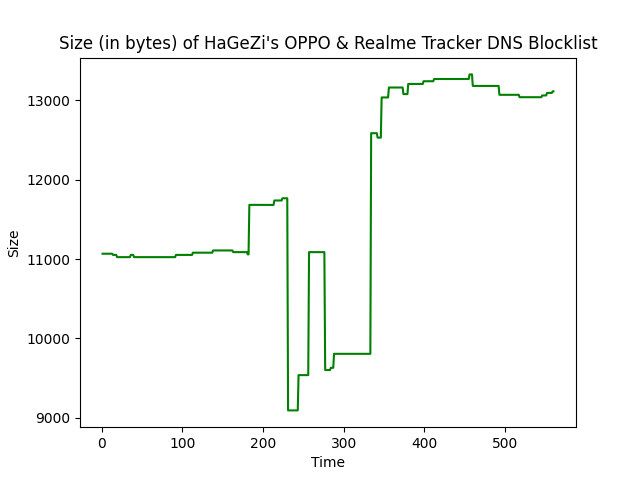 Size (in bytes) of HaGeZi's OPPO & Realme Tracker DNS Blocklist
13000
12000
11000
10000
9000
Size
0 100 200 300 400 500
Time